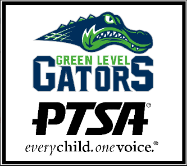 GREEN LEVEL
GATORS
PTSA®
everychild.onevoice.®